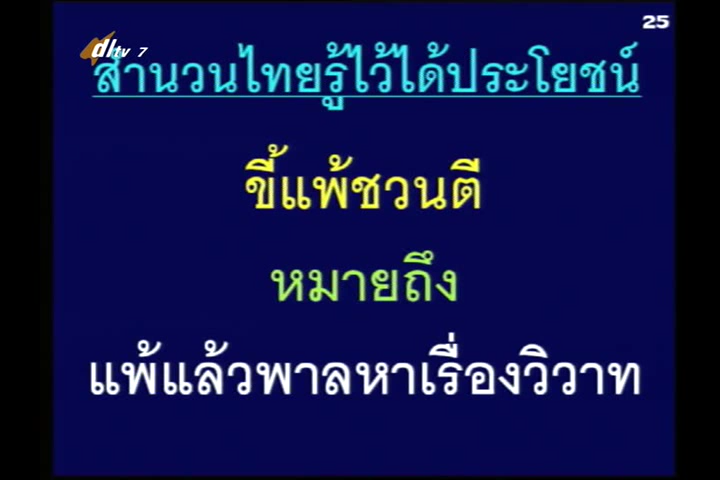 25
dltv 7
สำนวนไทยรู้ไว้ได้ประโยชน์
ขี้แพ้ชวนตี
หมายถึง
แพ้แล้วพาลหาเรื่องวิวาท